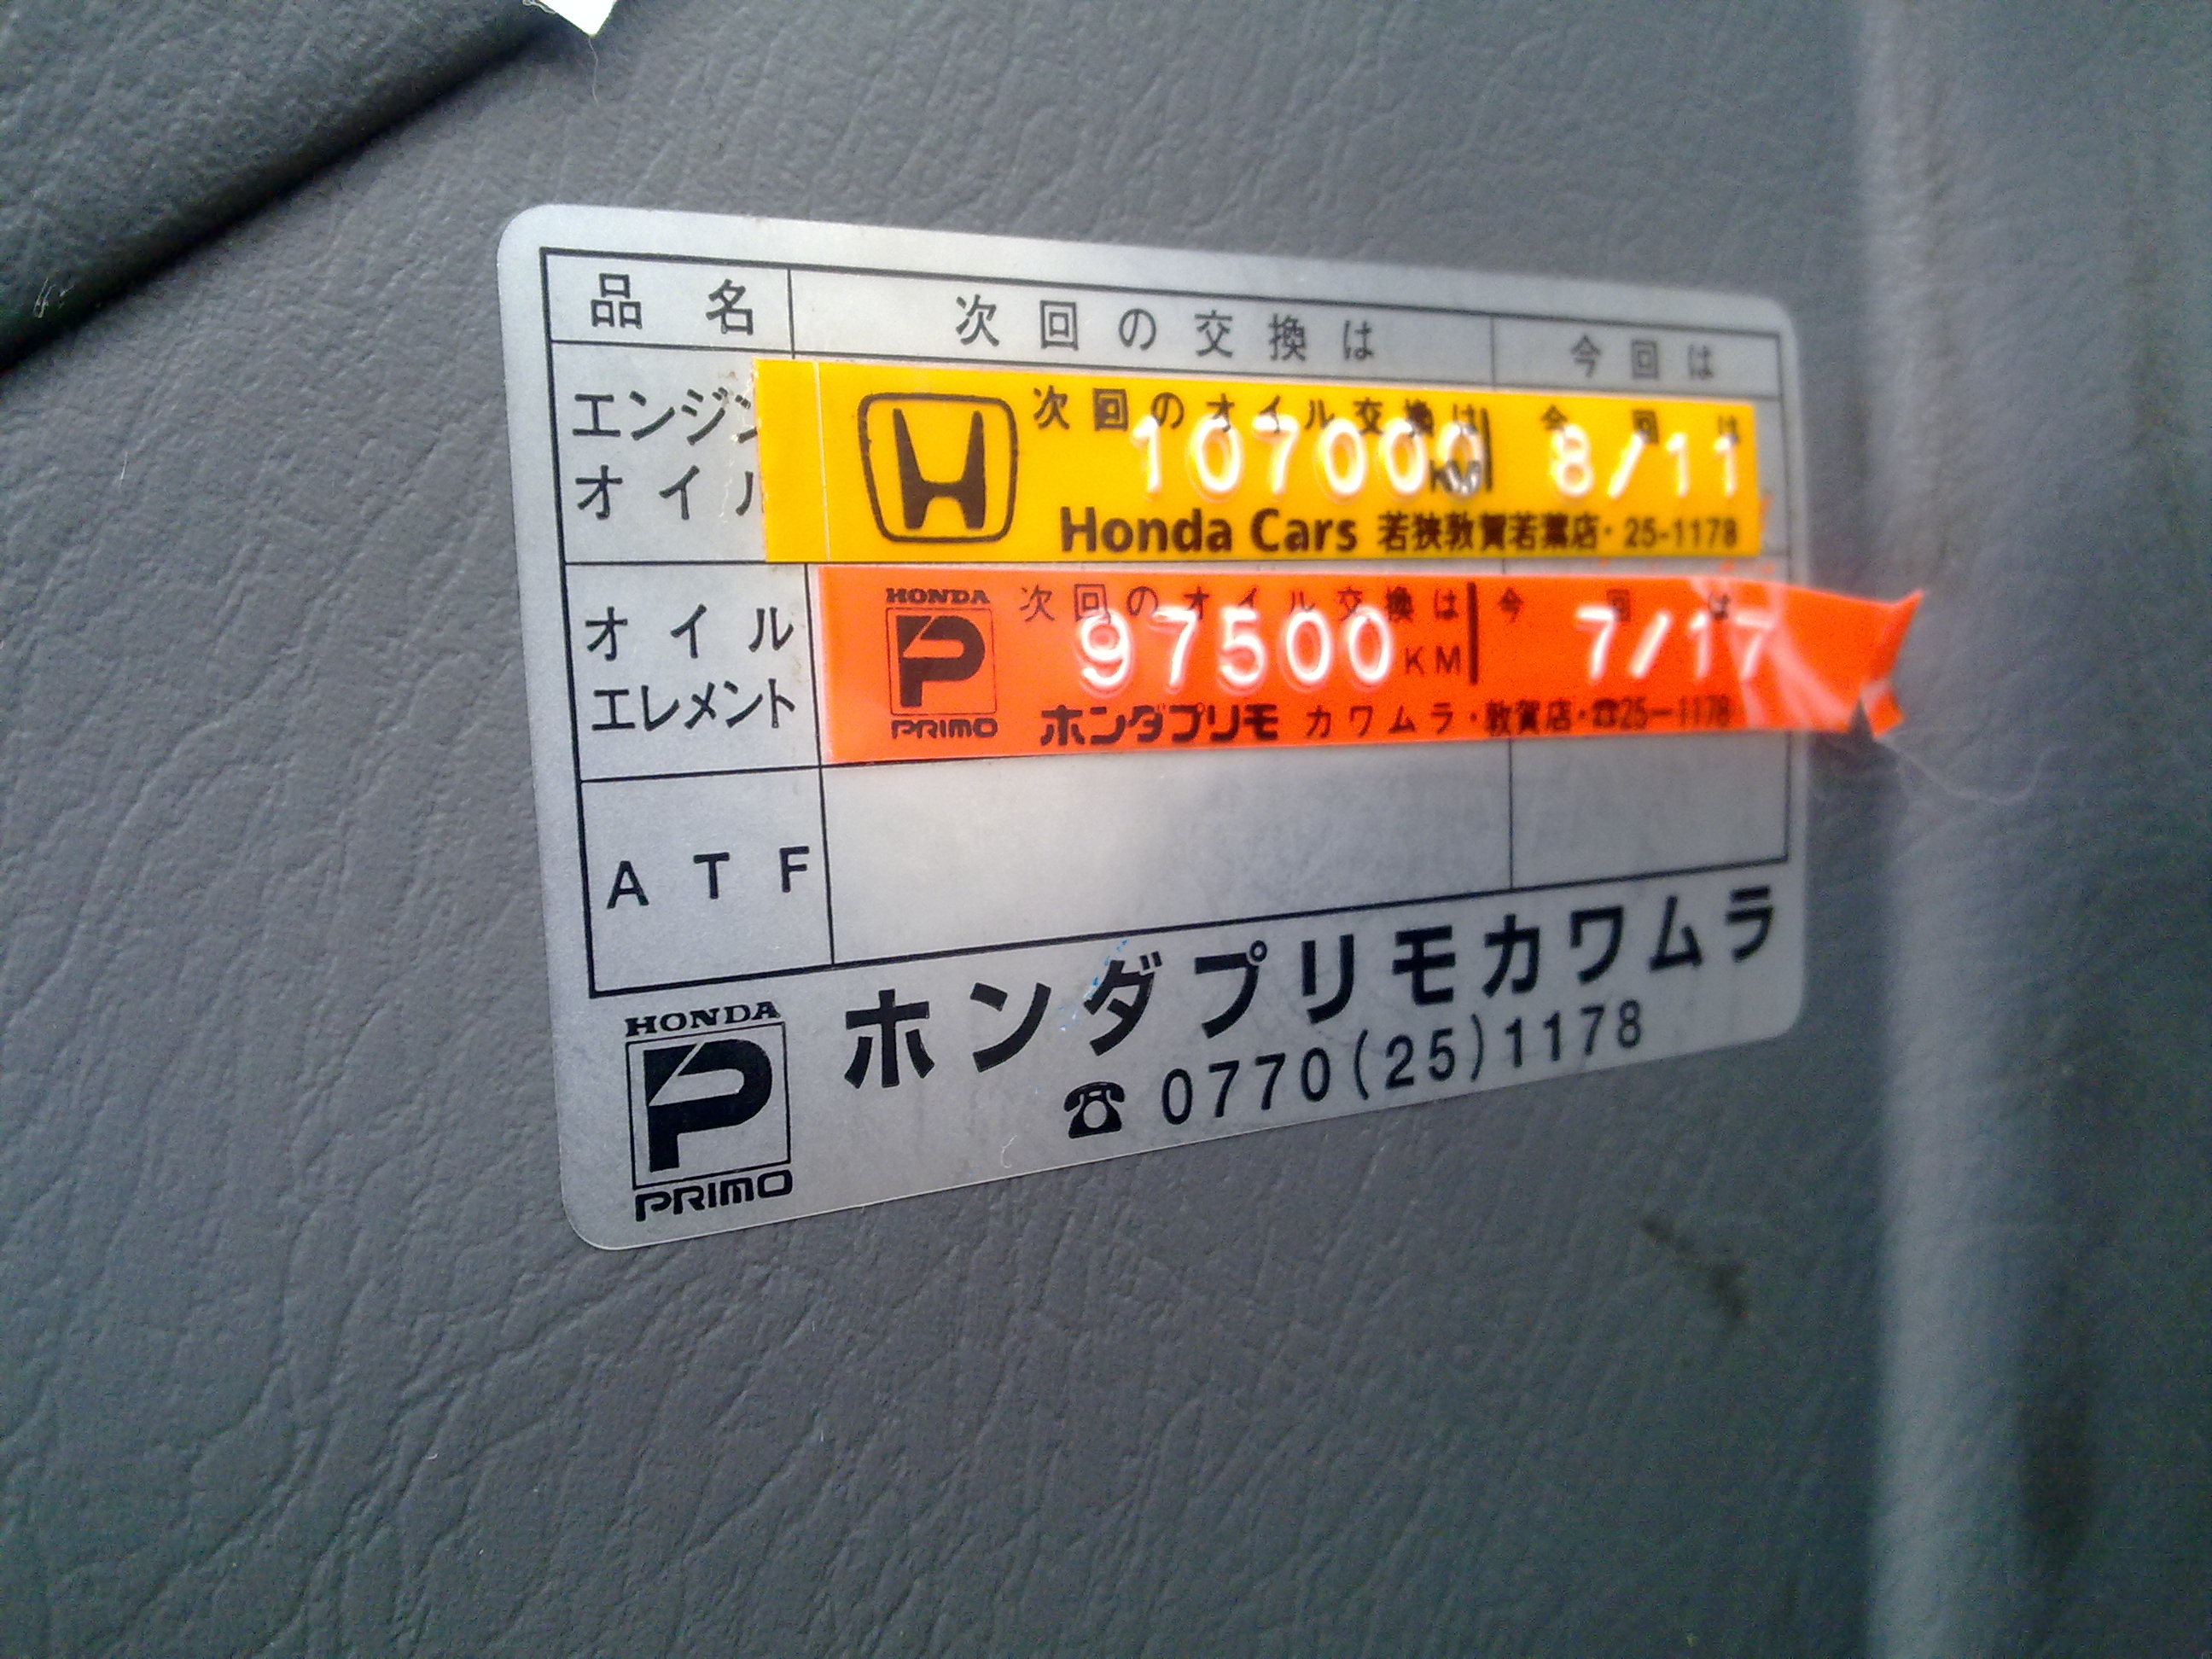 品名 次回の交換は 今回は
エンジン
オイル
次回のオイル交換は 今回は
107000 KM 8/11
Honda Cars 若狭敦賀若葉店・25-1178
オイル
エレメント
HONDA
P
PRIMO
次回のオイル交換は 今回は
97500 KM 7/17
ホンダプリモ カワムラ・敦賀店・☎25-1178
ATF
HONDA
P
PRIMO
ホンダプリモカワムラ
☎ 0770(25)1178